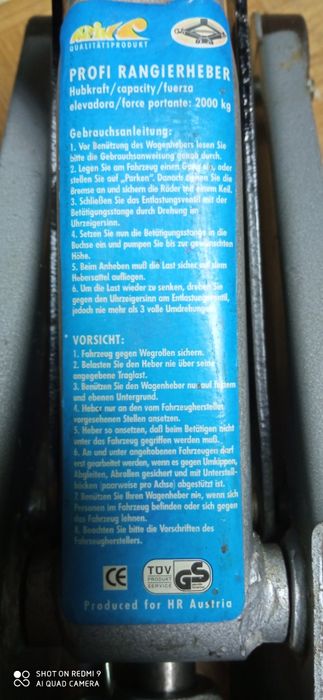 QUALITÄTSPRODUKT
PROFI RANGIERHEBER
Hubkraft/capacity/fuerza
elevadora/force portante: 2000 kg
Gebrauchsanleitung:
1. Vor Benützung des Wagenhebers lesen Sie
bitte die Gebrauchsanweisung genau durch.
2. Legen Sie am Fahrzeug einen Gang ein, oder
stellen Sie auf „Parken". Danach ziehen Sie die
Bremse an und sichern die Räder mit einem Keil.
3. Schließen Sie das Entlastungsventil mit der
Betätigungsstange durch Drehung im
Uhrzeigersinn.
4. Setzen Sie nun die Betätigungsstange in die
Buchse ein und pumpen Sie bis zur gewünschten
Höhe.
5. Beim Anheben muß die Last sicher auf dem
Hebersattel aufliegen.
6. Um die Last wieder zu senken, drehen Sie
gegen den Uhrzeigersinn am Entlastungsventil,
jedoch nie mehr als 3 volle Umdrehungen
VORSICHT:
1. Fahrzeug gegen Wegrollen sichern.
2. Belasten Sie den Heber nie über seine
angegebene Traglast.
3. Benützen Sie den Wagenheber nur auf festem
und ebenen Untergrund.
4. Heber nur an den vom Fahrzeughersteller
vorgesehenen Stellen ansetzen.
5. Heber so ansetzen, daß beim Betätigen nicht
unter das Fahrzeug gegriffen werden muß.
6. An und unter angehobenen Fahrzeugen darf
erst gearbeitet werden, wenn es gegen Umkippen,
Abgleiten, Abrollen gesichert und mit Unterstell-
böcken (paarweise pro Achse) abgestützt ist.
7. Benützen Sie Ihren Wagenheber nie, wenn sich
Personen im Fahrzeug befinden oder sich gegen
das Fahrzeug lehnen.
8. Beachten Sie bitte die Vorschriften des
Fahrzeugherstellers.
CE
TÜV
PRODUCT
SERVICE
GS
Produced for HR Austria
SHOT ON REDMI 9
AI QUAD CAMERA